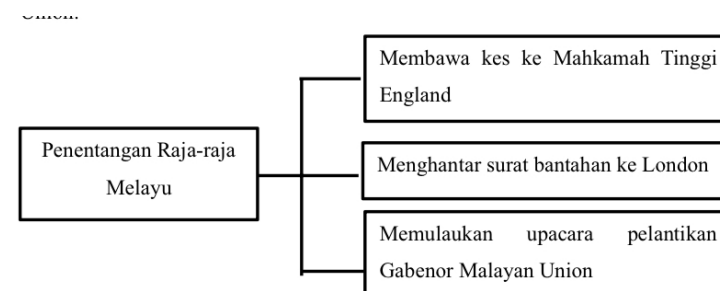 Penentangan Raja-raja
Melayu
Membawa kes ke Mahkamah Tinggi
England
Menghantar surat bantahan ke London
Memulaukan upacara pelantikan
Gabenor Malayan Union